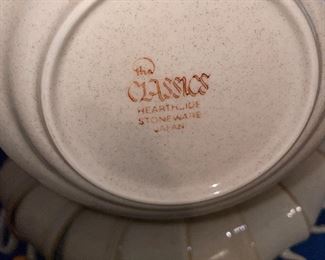 the
CLASSICS
HEARTHSIDE
STONEWARE
JAPAN